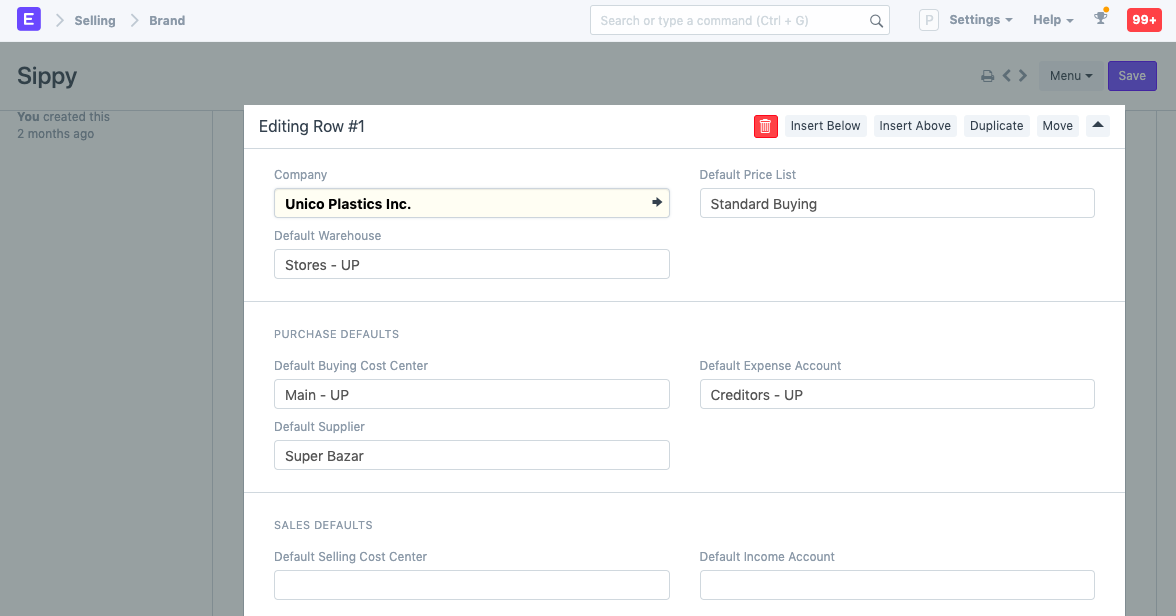 E Selling Brand Search or type a command (Ctrl + G) P Settings Help 99+
Sippy Menu Save
You created this
2 months ago
Editing Row #1 Insert Below Insert Above Duplicate Move
Company Default Price List
Unico Plastics Inc. Standard Buying
Default Warehouse
Stores - UP
PURCHASE DEFAULTS
Default Buying Cost Center Default Expense Account
Main - UP Creditors - UP
Default Supplier
Super Bazar
SALES DEFAULTS
Default Selling Cost Center Default Income Account